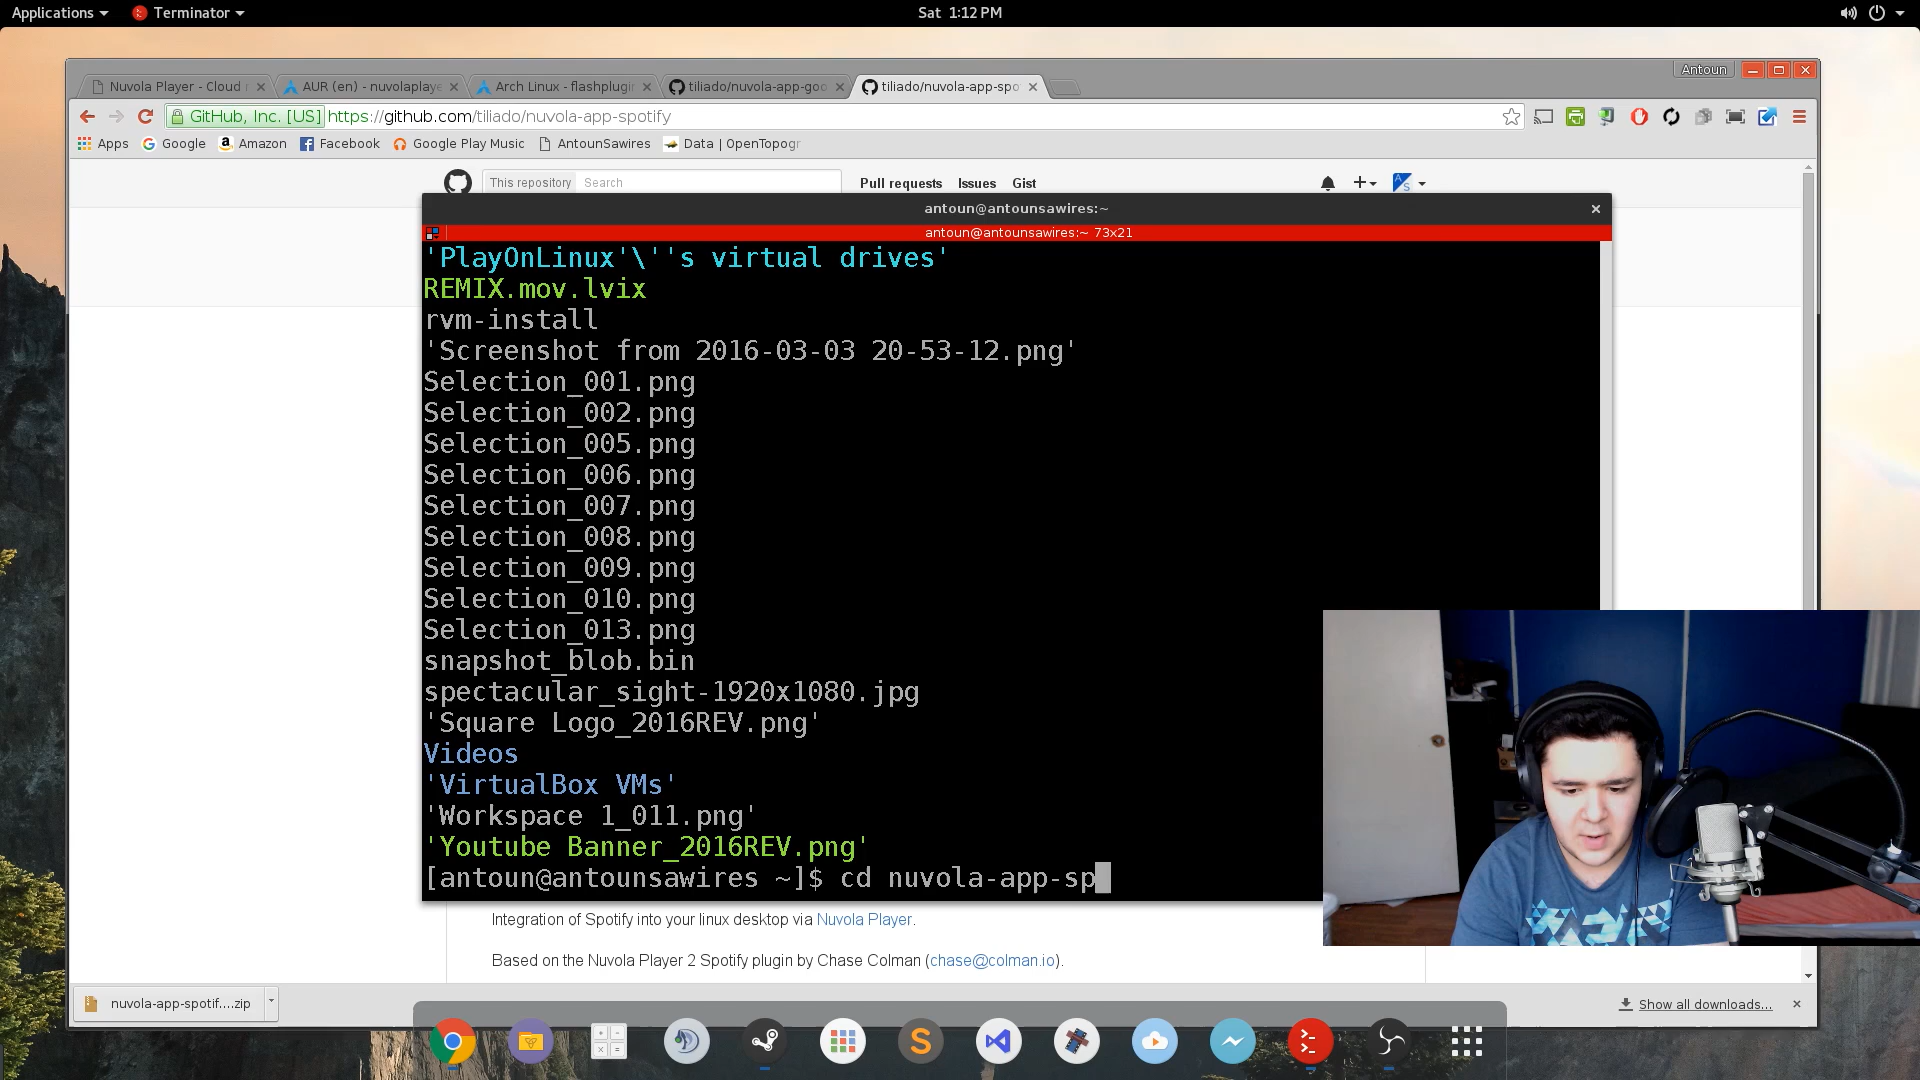 Applications
Terminator
Sat 1:12 PM
Antoun
Nuvola Player - Cloud
AUR (en) - nuvolaplaye
Arch Linux - flashplugin
tiliado/nuvola-app-goo
tiliado/nuvola-app-spo
GitHub, Inc. [US] https://github.com/tiliado/nuvola-app-spotify
Apps
Google
Amazon
Facebook
Google Play Music
AntounSawires
Data | OpenTopogr
This repository
Search
Pull requests
Issues
Gist
antoun@antounsawires:~
antoun@antounsawires:~ 73x21
'PlayOnLinux'\''s virtual drives'
REMIX.mov.lvix
rvm-install
'Screenshot from 2016-03-03 20-53-12.png'
Selection_001.png
Selection_002.png
Selection_005.png
Selection_006.png
Selection_007.png
Selection_008.png
Selection_009.png
Selection_010.png
Selection_013.png
snapshot_blob.bin
spectacular_sight-1920x1080.jpg
'Square Logo_2016REV.png'
Videos
'VirtualBox VMs'
'Workspace 1_011.png'
'Youtube Banner_2016REV.png'
[antoun@antounsawires ~]$ cd nuvola-app-sp
Integration of Spotify into your linux desktop via Nuvola Player.
Based on the Nuvola Player 2 Spotify plugin by Chase Colman (chase@colman.io).
nuvola-app-spotif....zip
Show all downloads...